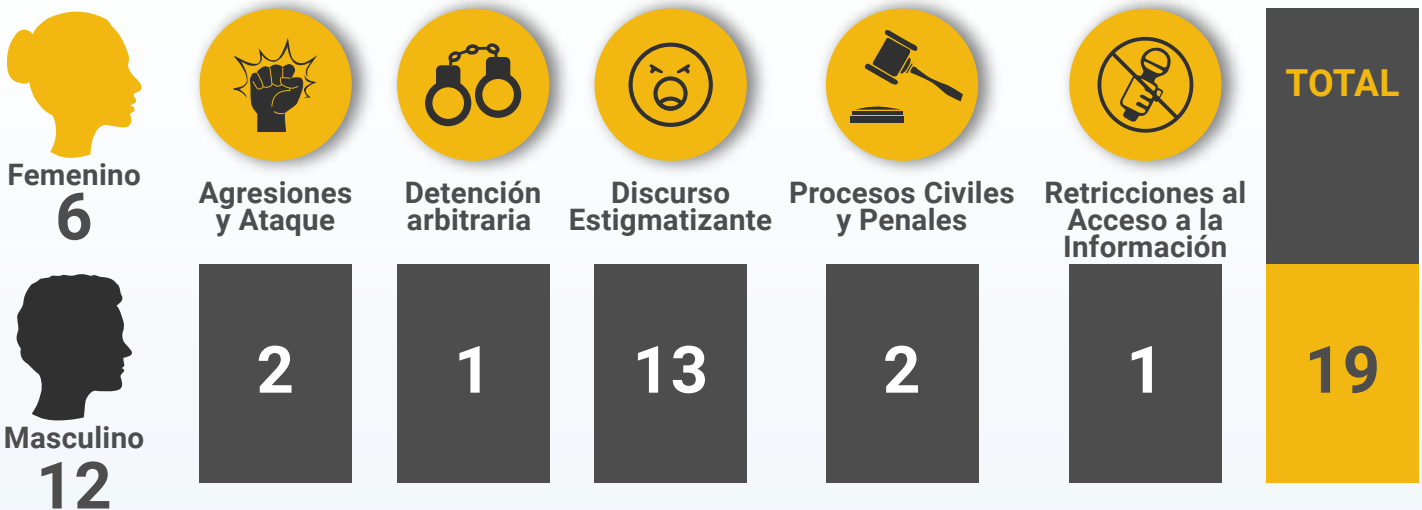 Femenino
6
Masculino
12
Agresiones
y Ataque
2
Detención
arbitraria
1
Discurso
Estigmatizante
13
Procesos Civiles
y Penales
2
Retricciones al
Acceso a la
Información
1
TOTAL
19